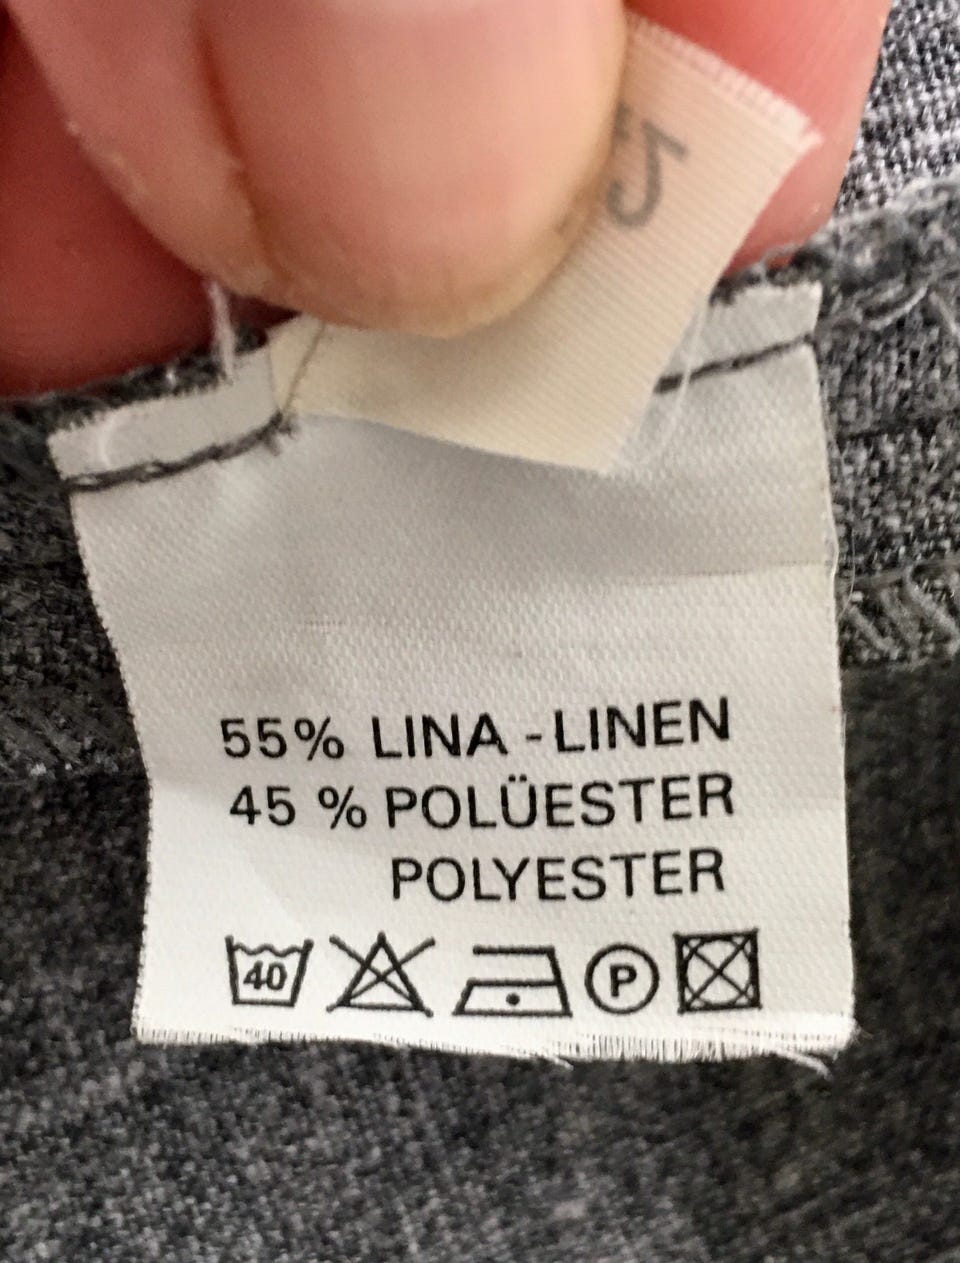 55% LINA - LINEN
45 % POLÜESTER
POLYESTER
40 P